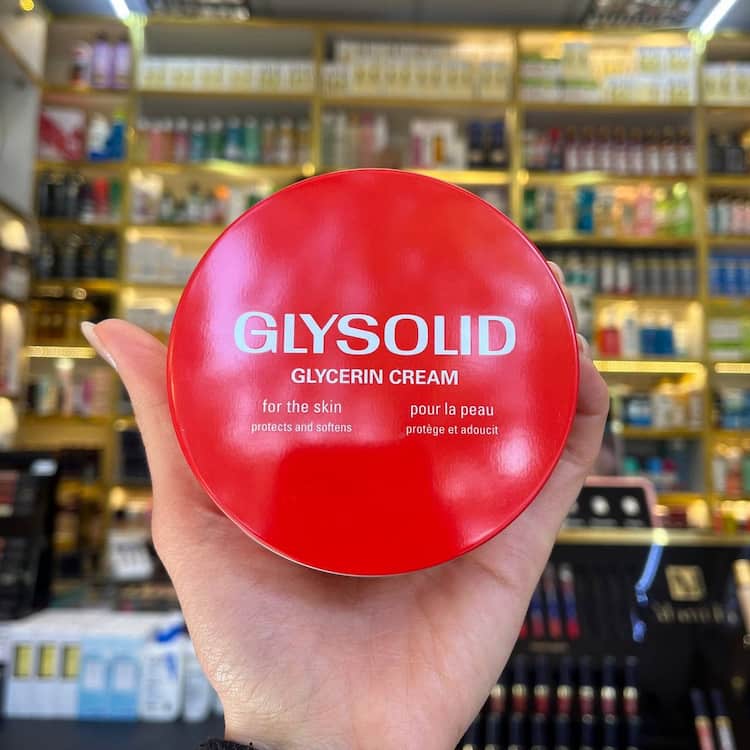 GLYSOLID
GLYCERIN CREAM
for the skin
protects and softens
pour la peau
protège et adoucit